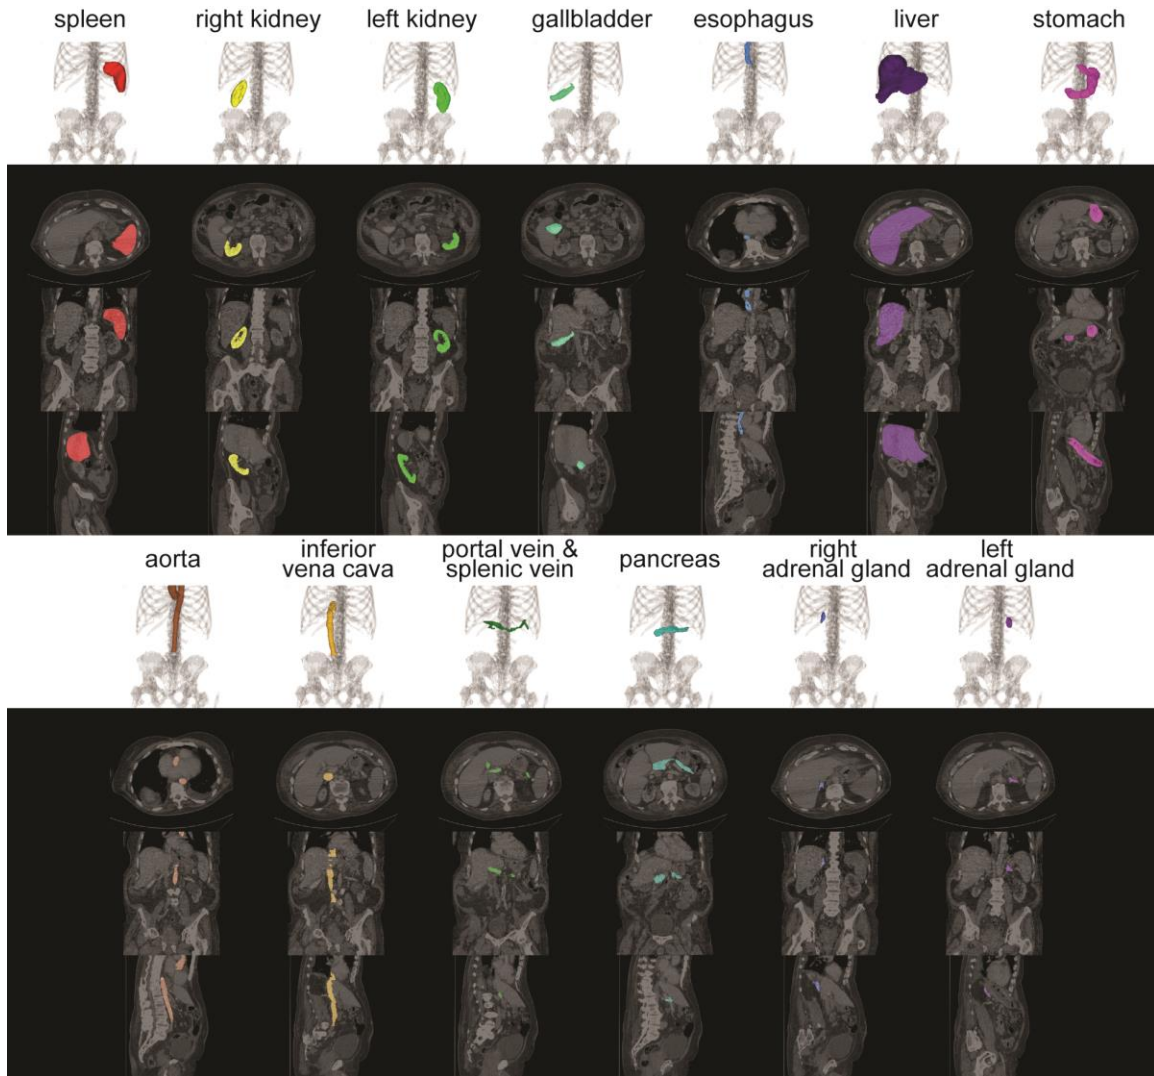 spleen right kidney left kidney gallbladder esophagus liver stomach
aorta inferior vena cava portal vein & splenic vein pancreas right adrenal gland left adrenal gland